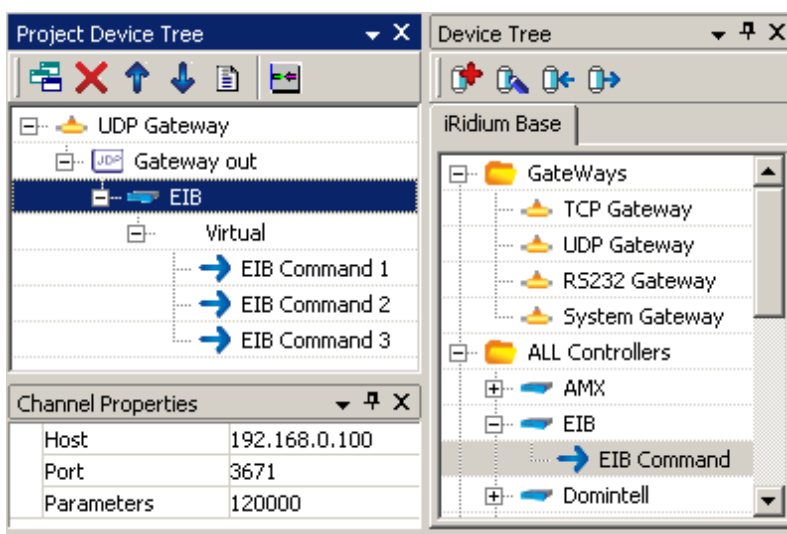 Project Device Tree
UDP Gateway
UDP Gateway out
EIB
Virtual
EIB Command 1
EIB Command 2
EIB Command 3
Channel Properties
Host 192.168.0.100
Port 3671
Parameters 120000
Device Tree
iRidium Base
GateWays
TCP Gateway
UDP Gateway
RS232 Gateway
System Gateway
ALL Controllers
AMX
EIB
EIB Command
Domintell